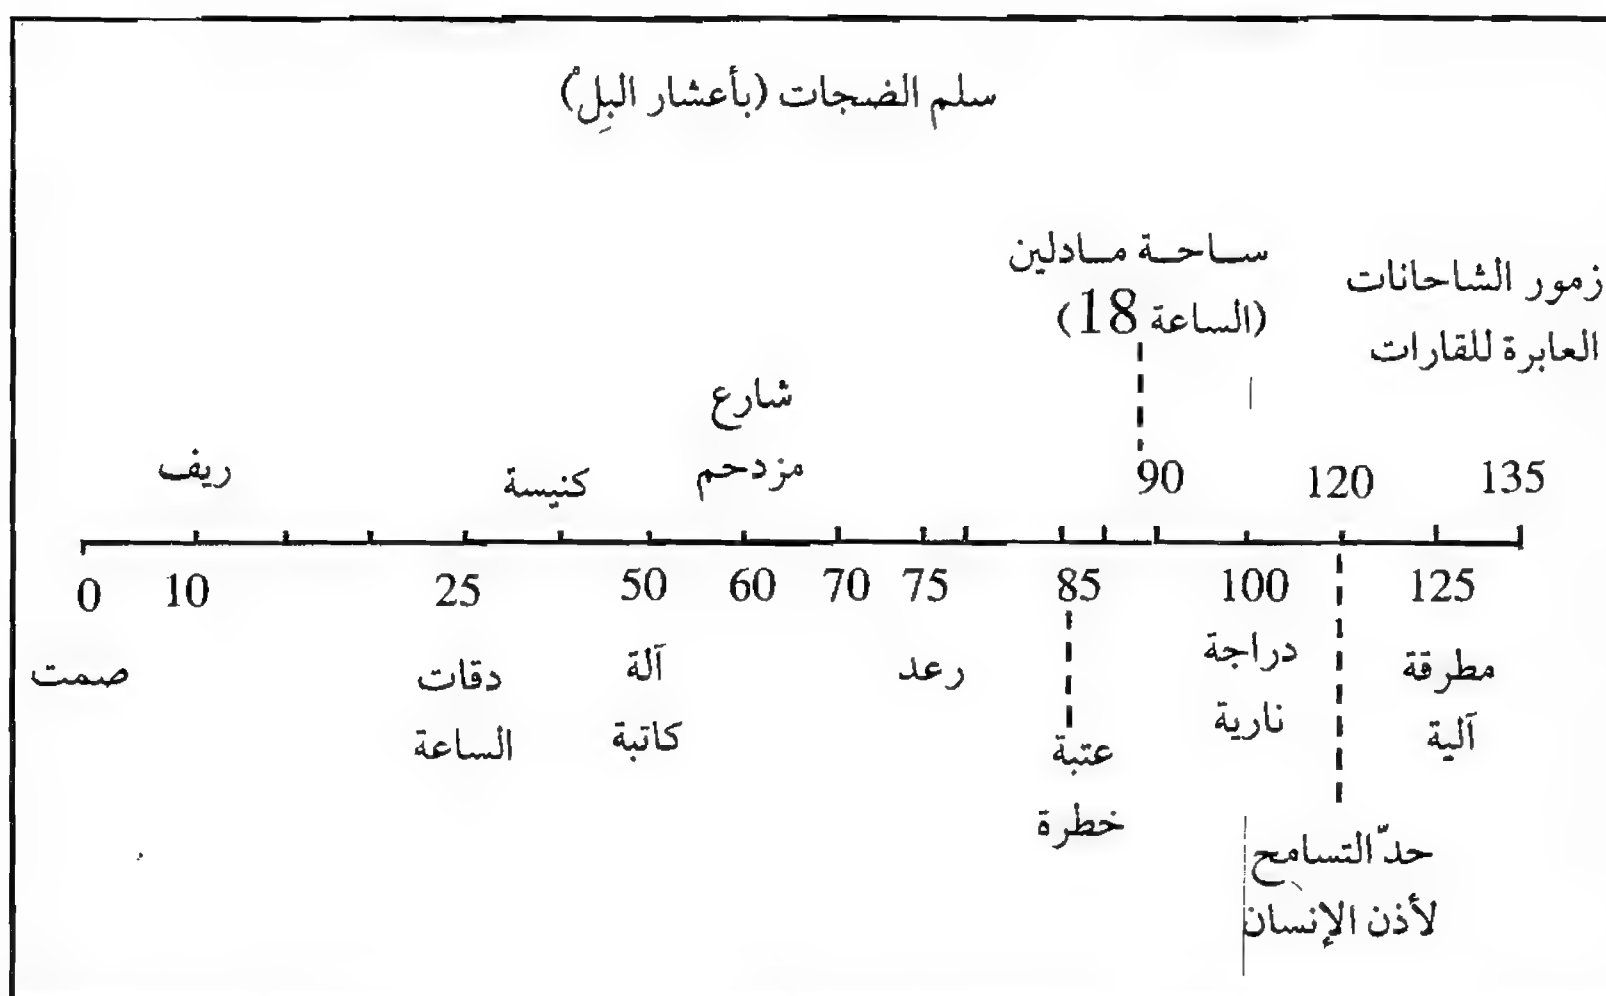 سلم الضجات (بأعشار البِلْ)
ساحة مادلين
(الساعة 18)
زمور الشاحنات
العابرة للقارات
شارع
مزدحم
ريف
كنيسة
90
120
135
0
10
25
50
60
70
75
85
100
125
صمت
دقات
الساعة
آلة
كاتبة
رعد
عتبة
خطرة
دراجة
نارية
مطرقة
آلية
حدّ التسامح
لأذن الإنسان